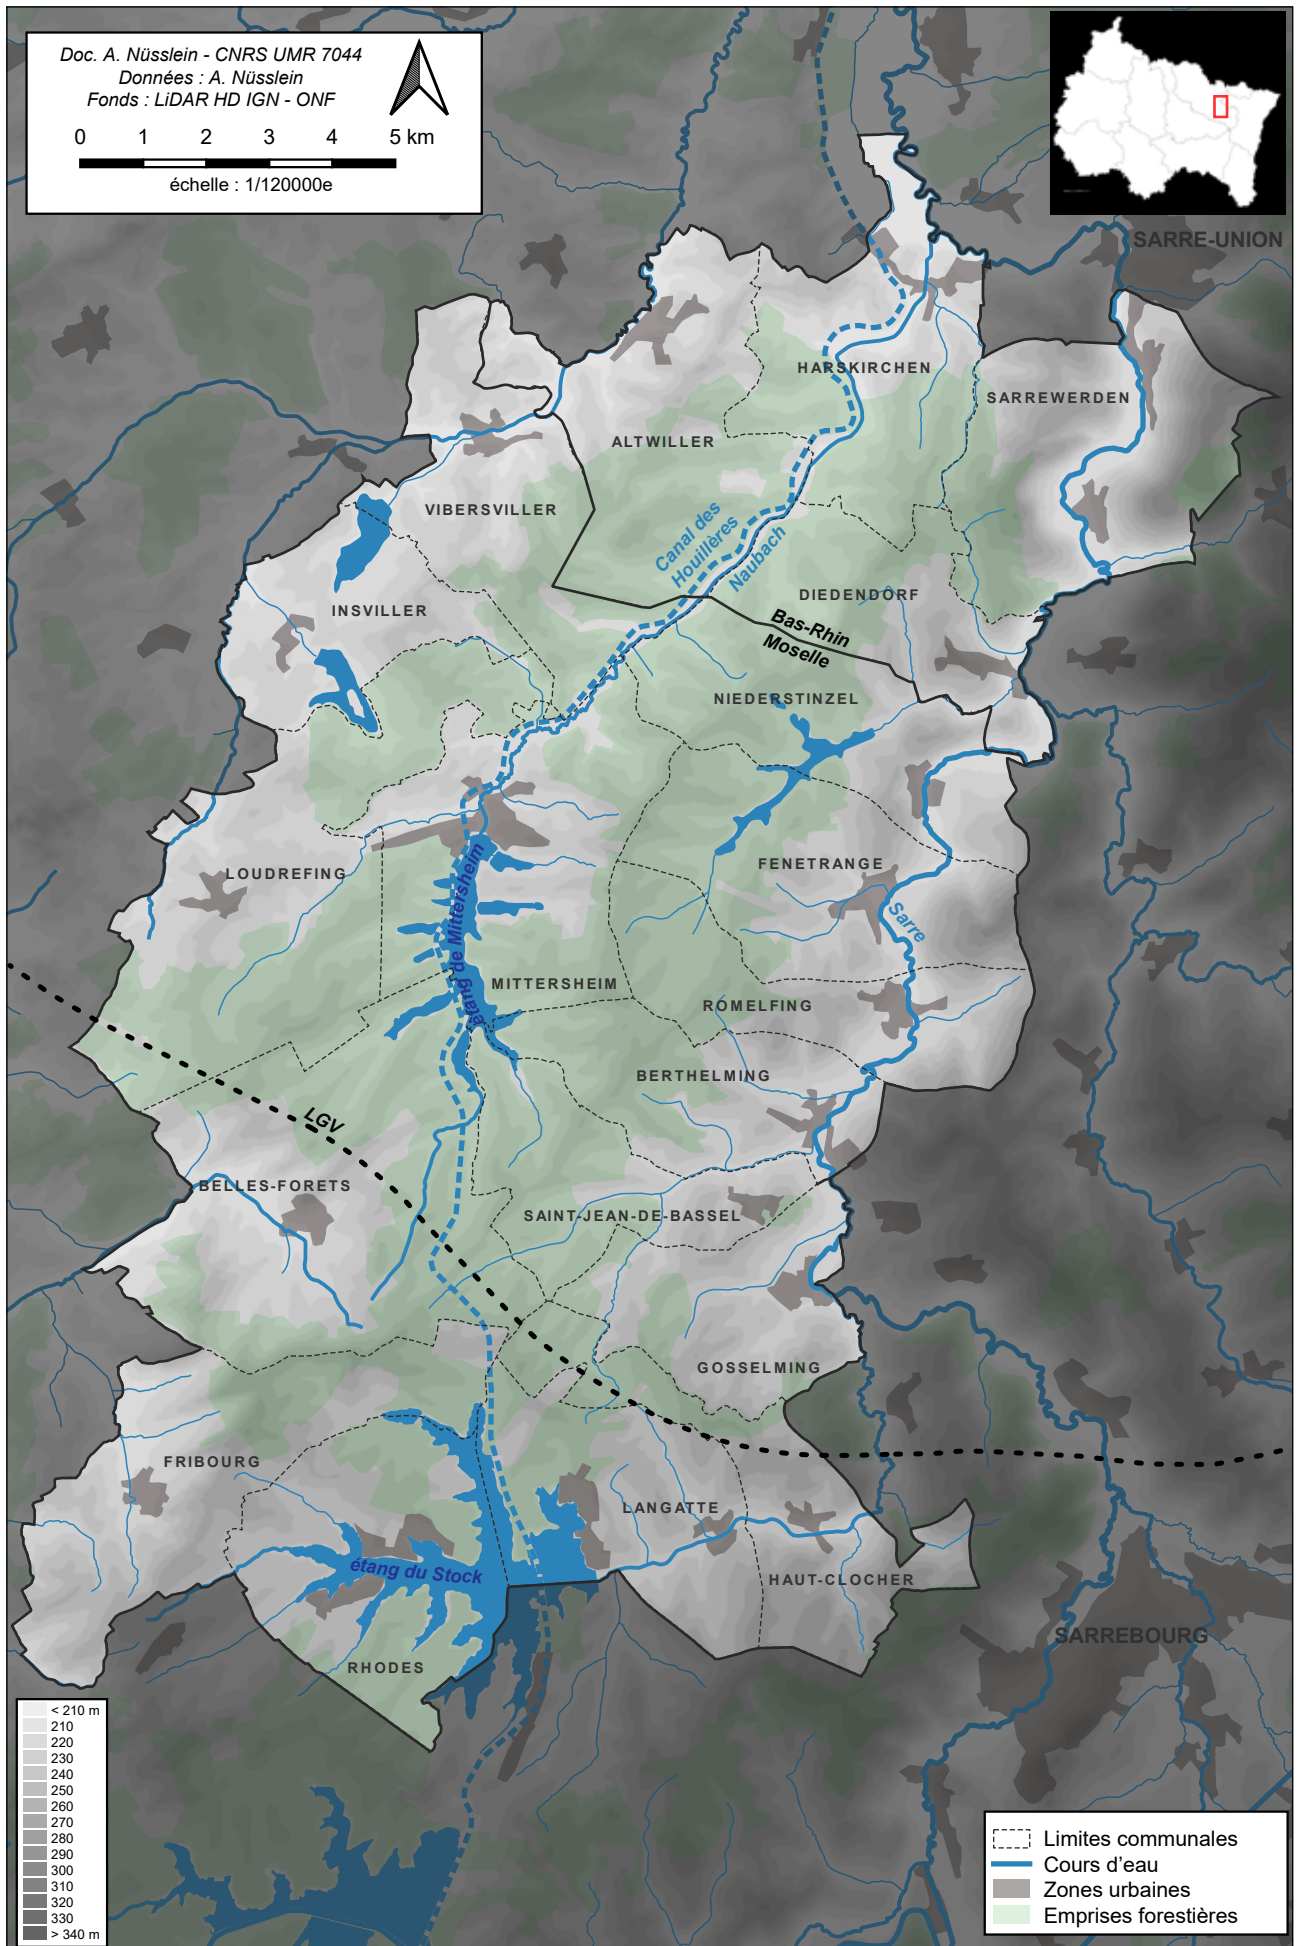 Doc. A. Nüsslein - CNRS UMR 7044
Données : A. Nüsslein
Fonds : LiDAR HD IGN - ONF
0 1 2 3 4 5 km
échelle : 1/120000e
SARRE-UNION
HARSKIRCHEN
SARREWERDEN
ALTWILLER
VIBERSVILLER
Canal des
Houillères
Naubach
DIEDENDORF
INSVILLER
Bas-Rhin
Moselle
NIEDERSTINZEL
FENETRANGE
LOUDREFING
étang de Mittersheim
Sarre
MITTERSHEIM
ROMELFING
BERTHELMING
LGV
BELLES-FORETS
SAINT-JEAN-DE-BASSEL
GOSSELMING
FRIBOURG
LANGATTE
étang du Stock
HAUT-CLOCHER
SARREBOURG
RHODES
< 210 m
210
220
230
240
250
260
270
280
290
300
310
320
330
> 340 m
Limites communales
Cours d'eau
Zones urbaines
Emprises forestières